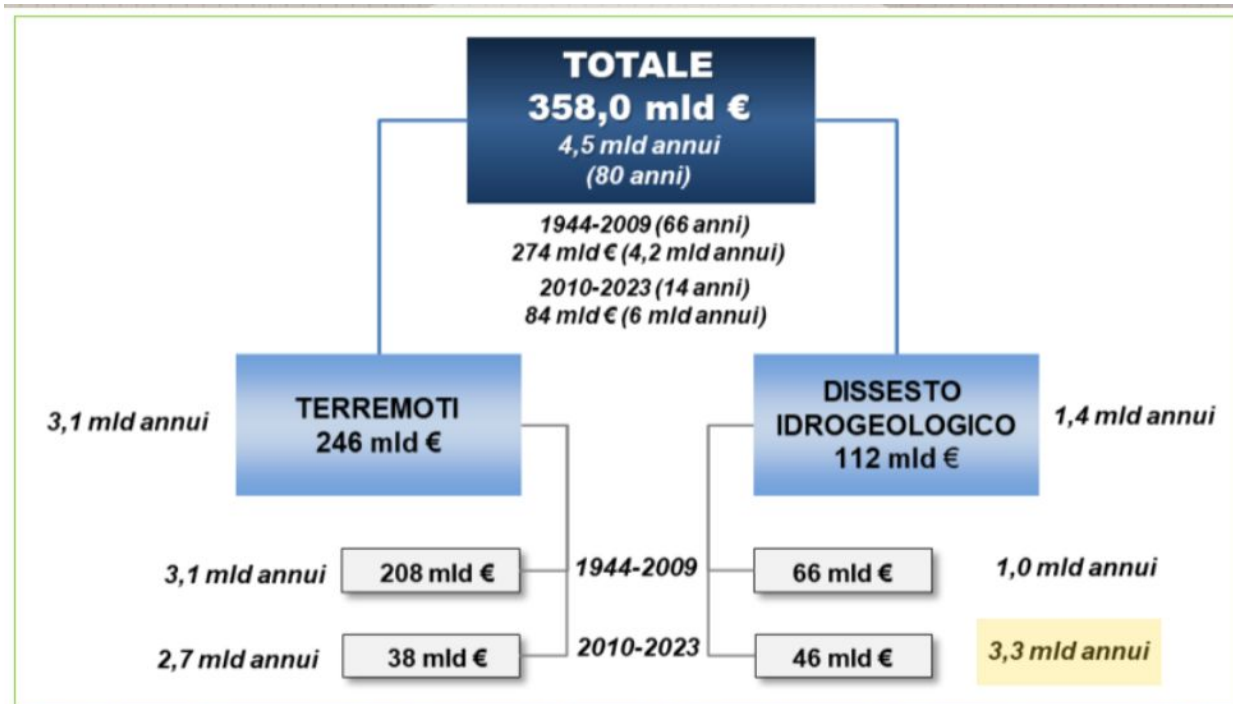 TOTALE
358,0 mld €
4,5 mld annui
(80 anni)
1944-2009 (66 anni)
274 mld € (4,2 mld annui)
2010-2023 (14 anni)
84 mld € (6 mld annui)
3,1 mld annui
TERREMOTI
246 mld €
DISSESTO
IDROGEOLOGICO
112 mld €
1,4 mld annui
3,1 mld annui
208 mld €
1944-2009
66 mld €
1,0 mld annui
2,7 mld annui
38 mld €
2010-2023
46 mld €
3,3 mld annui